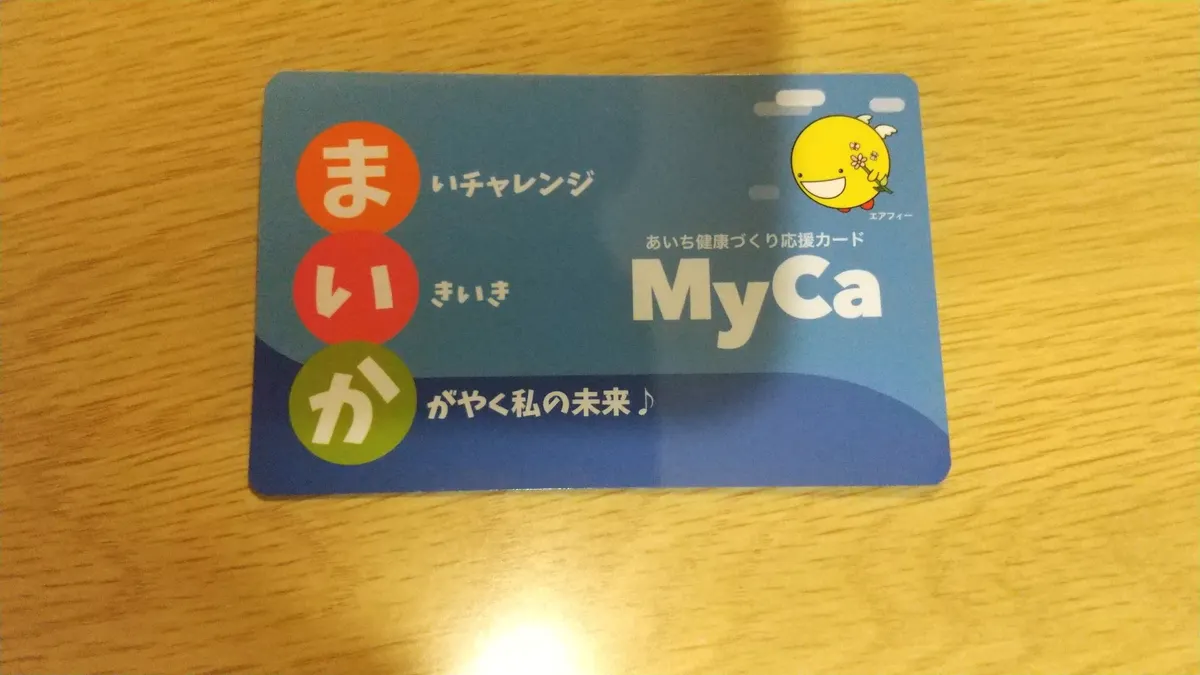 まいチャレンジ
いきいき
かがやく私の未来♪
エアフィー
あいち健康づくり応援カード
MyCa